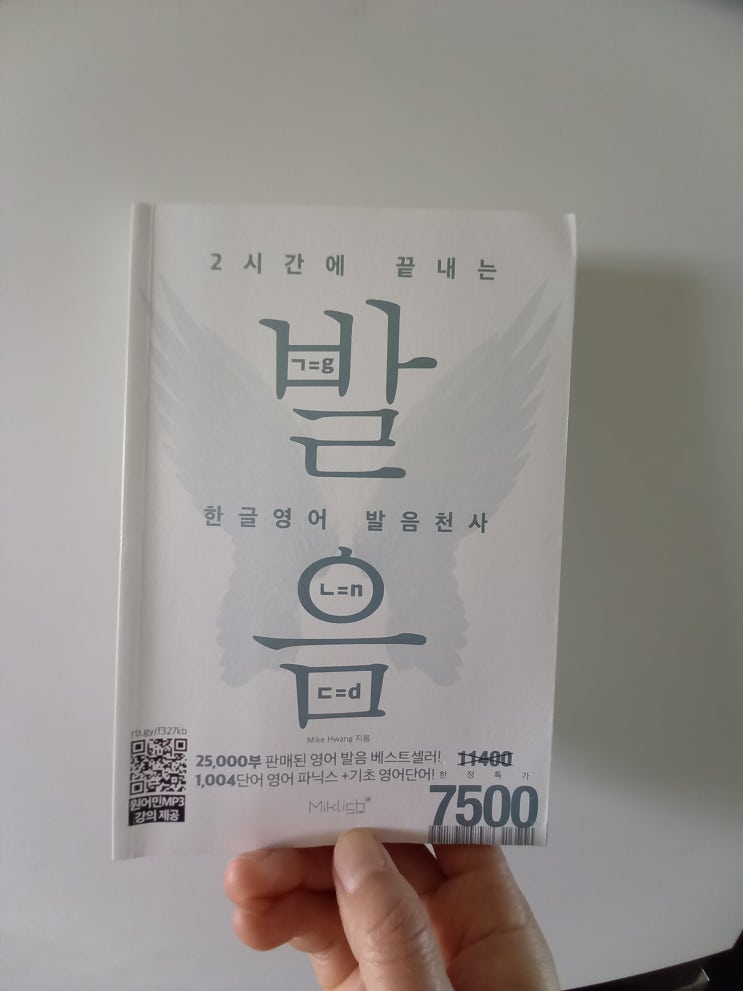 2시간에 끝내는
발
ㄱ=g
한글영어 발음천사
음
ㄴ=n
ㄷ=d
Mike Hwang 지음
rb.gy/f327kb
원어민MP3
강의 제공
25,000부 판매된 영어 발음 베스트셀러!
1,004단어 영어 파닉스 +기초 영어단어!
11400
한정특가
7500
Miklish*